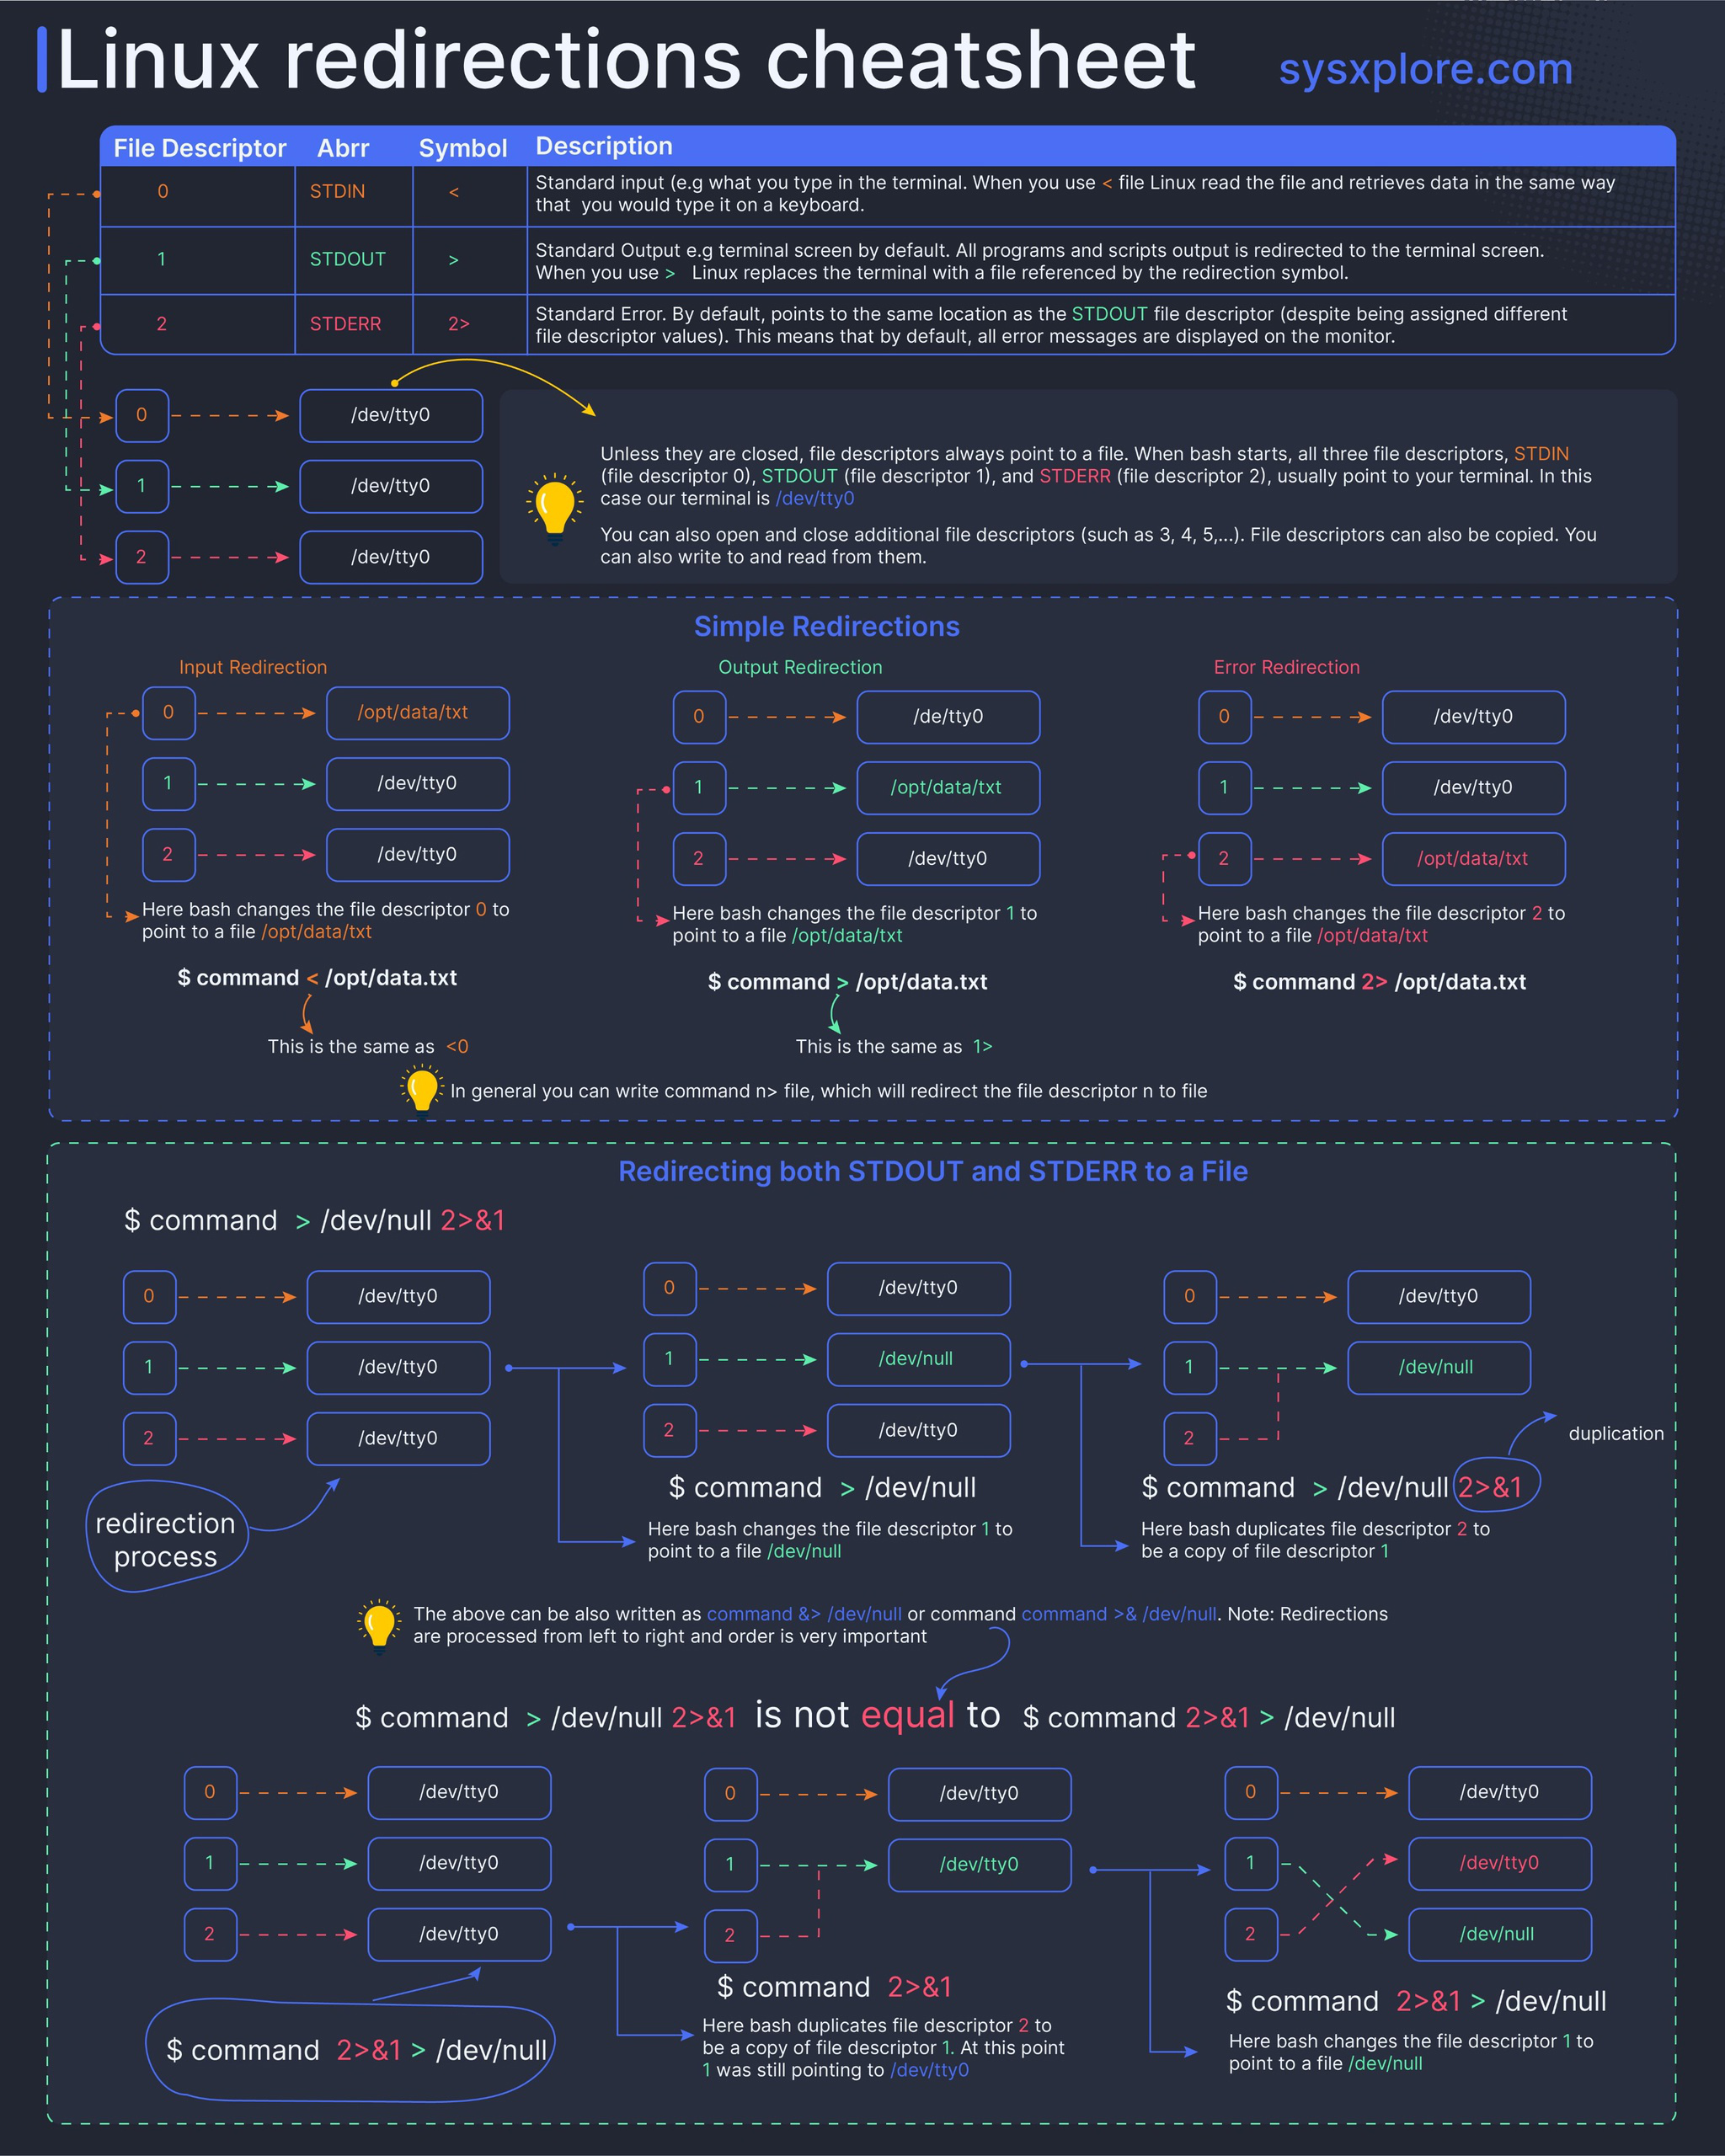 Linux redirections cheatsheet
sysxplore.com
File Descriptor Abrr Symbol Description
0 STDIN < Standard input (e.g what you type in the terminal. When you use < file Linux read the file and retrieves data in the same way
that you would type it on a keyboard.
1 STDOUT > Standard Output e.g terminal screen by default. All programs and scripts output is redirected to the terminal screen.
When you use > Linux replaces the terminal with a file referenced by the redirection symbol.
2 STDERR 2> Standard Error. By default, points to the same location as the STDOUT file descriptor (despite being assigned different
file descriptor values). This means that by default, all error messages are displayed on the monitor.
0 /dev/tty0
1 /dev/tty0
2 /dev/tty0
Unless they are closed, file descriptors always point to a file. When bash starts, all three file descriptors, STDIN
(file descriptor 0), STDOUT (file descriptor 1), and STDERR (file descriptor 2), usually point to your terminal. In this
case our terminal is /dev/tty0
You can also open and close additional file descriptors (such as 3, 4, 5,...). File descriptors can also be copied. You
can also write to and read from them.
Simple Redirections
Input Redirection
0 /opt/data/txt
1 /dev/tty0
2 /dev/tty0
Here bash changes the file descriptor 0 to
point to a file /opt/data/txt
$ command < /opt/data.txt
This is the same as <0
Output Redirection
0 /de/tty0
1 /opt/data/txt
2 /dev/tty0
Here bash changes the file descriptor 1 to
point to a file /opt/data/txt
$ command > /opt/data.txt
This is the same as 1>
Error Redirection
0 /dev/tty0
1 /dev/tty0
2 /opt/data/txt
Here bash changes the file descriptor 2 to
point to a file /opt/data/txt
$ command 2> /opt/data.txt
In general you can write command n> file, which will redirect the file descriptor n to file
Redirecting both STDOUT and STDERR to a File
$ command > /dev/null 2>&1
0 /dev/tty0
1 /dev/tty0
2 /dev/tty0
redirection
process
0 /dev/tty0
1 /dev/null
2 /dev/tty0
$ command > /dev/null
Here bash changes the file descriptor 1 to
point to a file /dev/null
0 /dev/tty0
1 /dev/null
2
duplication
$ command > /dev/null 2>&1
Here bash duplicates file descriptor 2 to
be a copy of file descriptor 1
The above can be also written as command &> /dev/null or command command >& /dev/null. Note: Redirections
are processed from left to right and order is very important
$ command > /dev/null 2>&1 is not equal to $ command 2>&1 > /dev/null
0 /dev/tty0
1 /dev/tty0
2 /dev/tty0
$ command 2>&1 > /dev/null
0 /dev/tty0
1 /dev/tty0
2
$ command 2>&1
Here bash duplicates file descriptor 2 to
be a copy of file descriptor 1. At this point
1 was still pointing to /dev/tty0
0 /dev/tty0
1 /dev/tty0
2 /dev/null
$ command 2>&1 > /dev/null
Here bash changes the file descriptor 1 to
point to a file /dev/null